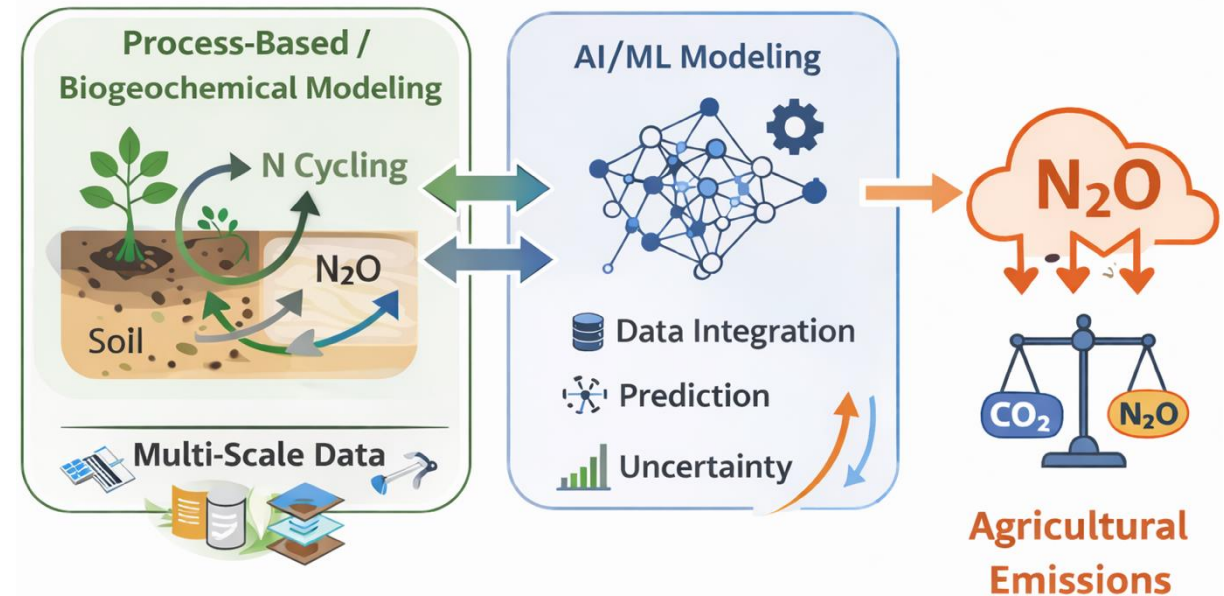 Process-Based /
Biogeochemical Modeling
N Cycling
N₂O
Soil
Multi-Scale Data
AI/ML Modeling
Data Integration
Prediction
Uncertainty
N₂O
CO₂
N₂O
Agricultural
Emissions